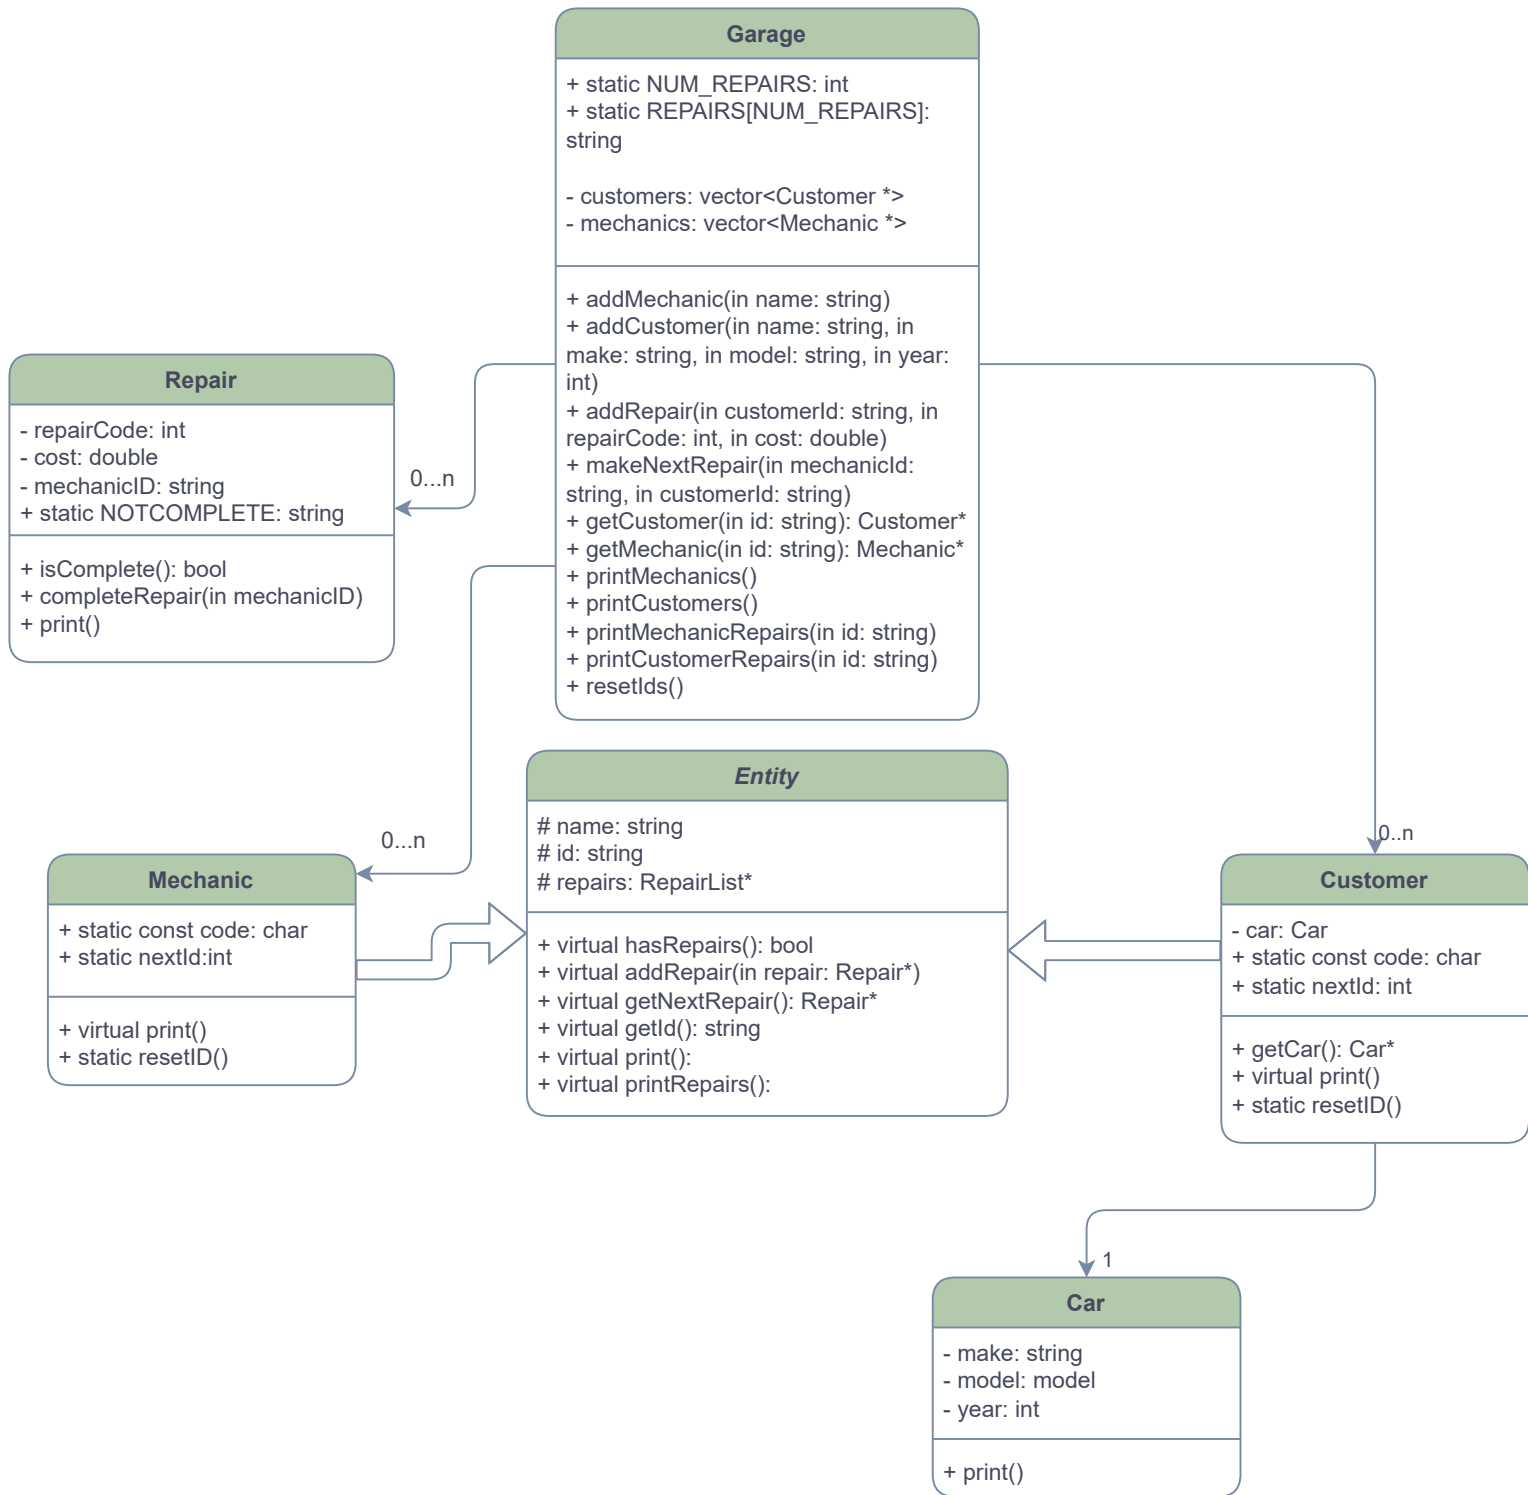 Garage
+ static NUM_REPAIRS: int
+ static REPAIRS[NUM_REPAIRS]:
string
- customers: vector<Customer *>
- mechanics: vector<Mechanic *>
+ addMechanic(in name: string)
+ addCustomer(in name: string, in
make: string, in model: string, in year:
int)
+ addRepair(in customerId: string, in
repairCode: int, in cost: double)
+ makeNextRepair(in mechanicId:
string, in customerId: string)
+ getCustomer(in id: string): Customer*
+ getMechanic(in id: string): Mechanic*
+ printMechanics()
+ printCustomers()
+ printMechanicRepairs(in id: string)
+ printCustomerRepairs(in id: string)
+ resetIds()
Repair
- repairCode: int
- cost: double
- mechanicID: string
+ static NOTCOMPLETE: string
+ isComplete(): bool
+ completeRepair(in mechanicID)
+ print()
0...n
Entity
# name: string
# id: string
# repairs: RepairList*
+ virtual hasRepairs(): bool
+ virtual addRepair(in repair: Repair*)
+ virtual getNextRepair(): Repair*
+ virtual getId(): string
+ virtual print():
+ virtual printRepairs():
0...n
Mechanic
+ static const code: char
+ static nextId:int
+ virtual print()
+ static resetID()
0..n
Customer
- car: Car
+ static const code: char
+ static nextId: int
+ getCar(): Car*
+ virtual print()
+ static resetID()
1
Car
- make: string
- model: model
- year: int
+ print()